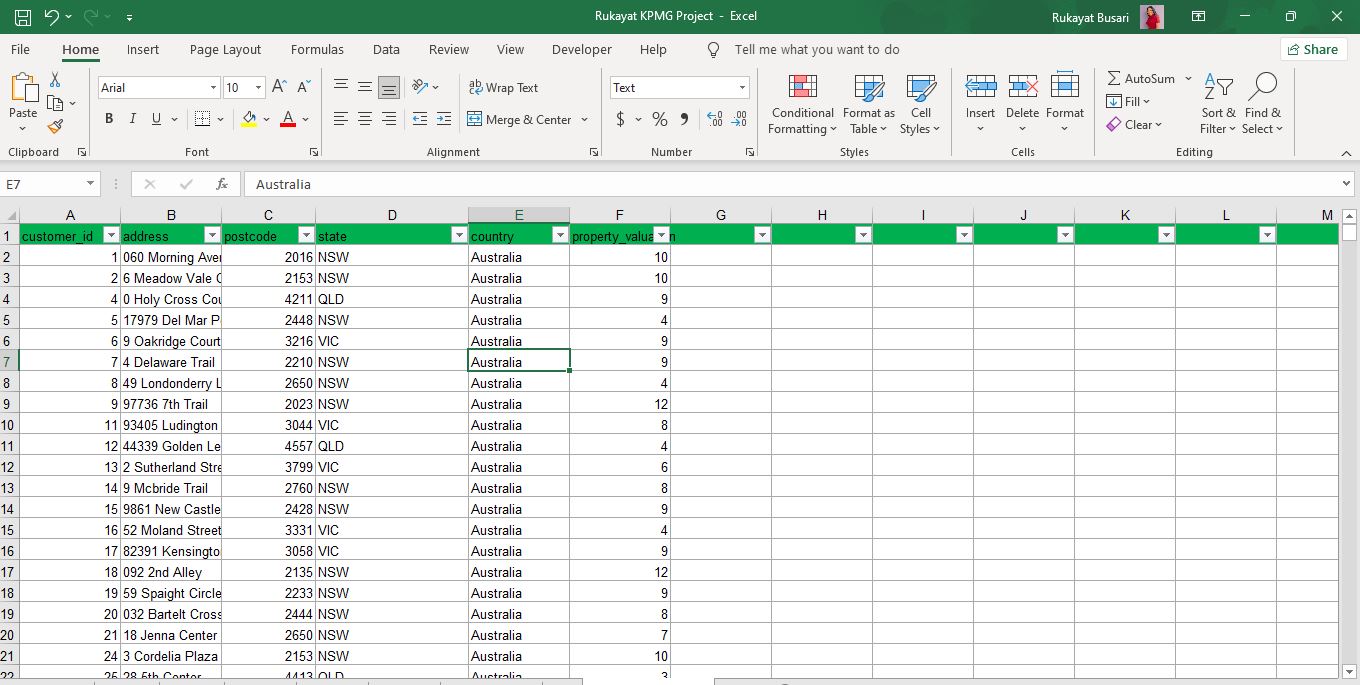 Rukayat KPMG Project - Excel
Rukayat Busari
File Home Insert Page Layout Formulas Data Review View Developer Help Tell me what you want to do Share
Paste
Clipboard
Arial 10
B I U
Font
Wrap Text
Merge & Center
Alignment
Text
$ % 9
Number
Conditional Formatting
Format as Table
Cell Styles
Styles
Insert Delete Format
Cells
AutoSum
Fill
Clear
Sort & Filter
Find & Select
Editing
E7 fx Australia
A B C D E F G H I J K L M
1 customer_id address postcode state country property_valua n
2 1 060 Morning Aver 2016 NSW Australia 10
3 2 6 Meadow Vale C 2153 NSW Australia 10
4 4 0 Holy Cross Cou 4211 QLD Australia 9
5 5 17979 Del Mar P 2448 NSW Australia 4
6 6 9 Oakridge Court 3216 VIC Australia 9
7 7 4 Delaware Trail 2210 NSW Australia 9
8 8 49 Londonderry L 2650 NSW Australia 4
9 9 97736 7th Trail 2023 NSW Australia 12
10 11 93405 Ludington 3044 VIC Australia 8
11 12 44339 Golden Le 4557 QLD Australia 4
12 13 2 Sutherland Stre 3799 VIC Australia 6
13 14 9 Mcbride Trail 2760 NSW Australia 8
14 15 9861 New Castle 2428 NSW Australia 9
15 16 52 Moland Street 3331 VIC Australia 4
16 17 82391 Kensingto 3058 VIC Australia 9
17 18 092 2nd Alley 2135 NSW Australia 12
18 19 59 Spaight Circle 2233 NSW Australia 9
19 20 032 Bartelt Cross 2444 NSW Australia 8
20 21 18 Jenna Center 2650 NSW Australia 7
21 24 3 Cordelia Plaza 2153 NSW Australia 10
22 25 28 5th Center 4413 QLD Australia 3